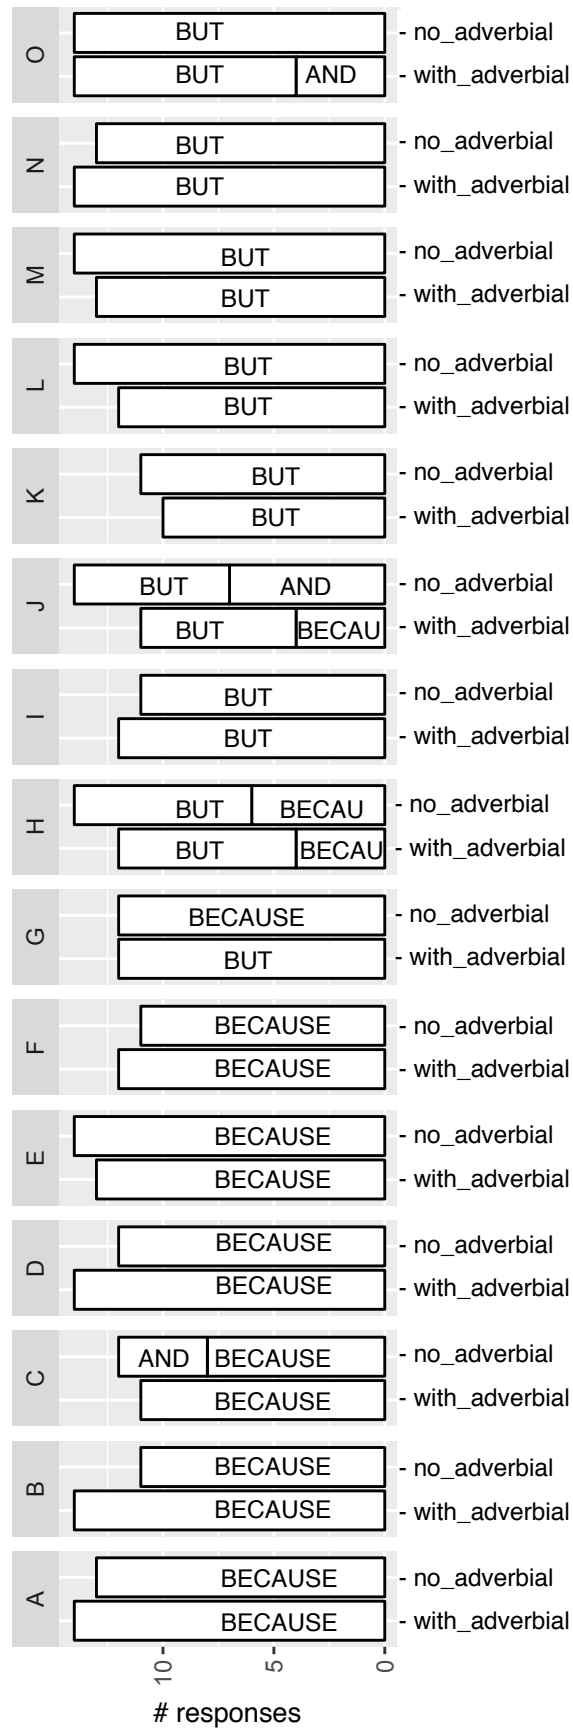 O
BUT
- no_adverbial
BUT
AND
- with_adverbial
N
BUT
- no_adverbial
BUT
- with_adverbial
M
BUT
- no_adverbial
BUT
- with_adverbial
L
BUT
- no_adverbial
BUT
- with_adverbial
K
BUT
- no_adverbial
BUT
- with_adverbial
J
BUT
AND
- no_adverbial
BUT
BECAU
- with_adverbial
I
BUT
- no_adverbial
BUT
- with_adverbial
H
BUT
BECAU
- no_adverbial
BUT
BECAU
- with_adverbial
G
BECAUSE
- no_adverbial
BUT
- with_adverbial
F
BECAUSE
- no_adverbial
BECAUSE
- with_adverbial
E
BECAUSE
- no_adverbial
BECAUSE
- with_adverbial
D
BECAUSE
- no_adverbial
BECAUSE
- with_adverbial
C
AND
BECAUSE
- no_adverbial
BECAUSE
- with_adverbial
B
BECAUSE
- no_adverbial
BECAUSE
- with_adverbial
A
BECAUSE
- no_adverbial
BECAUSE
- with_adverbial
10
5
0
# responses